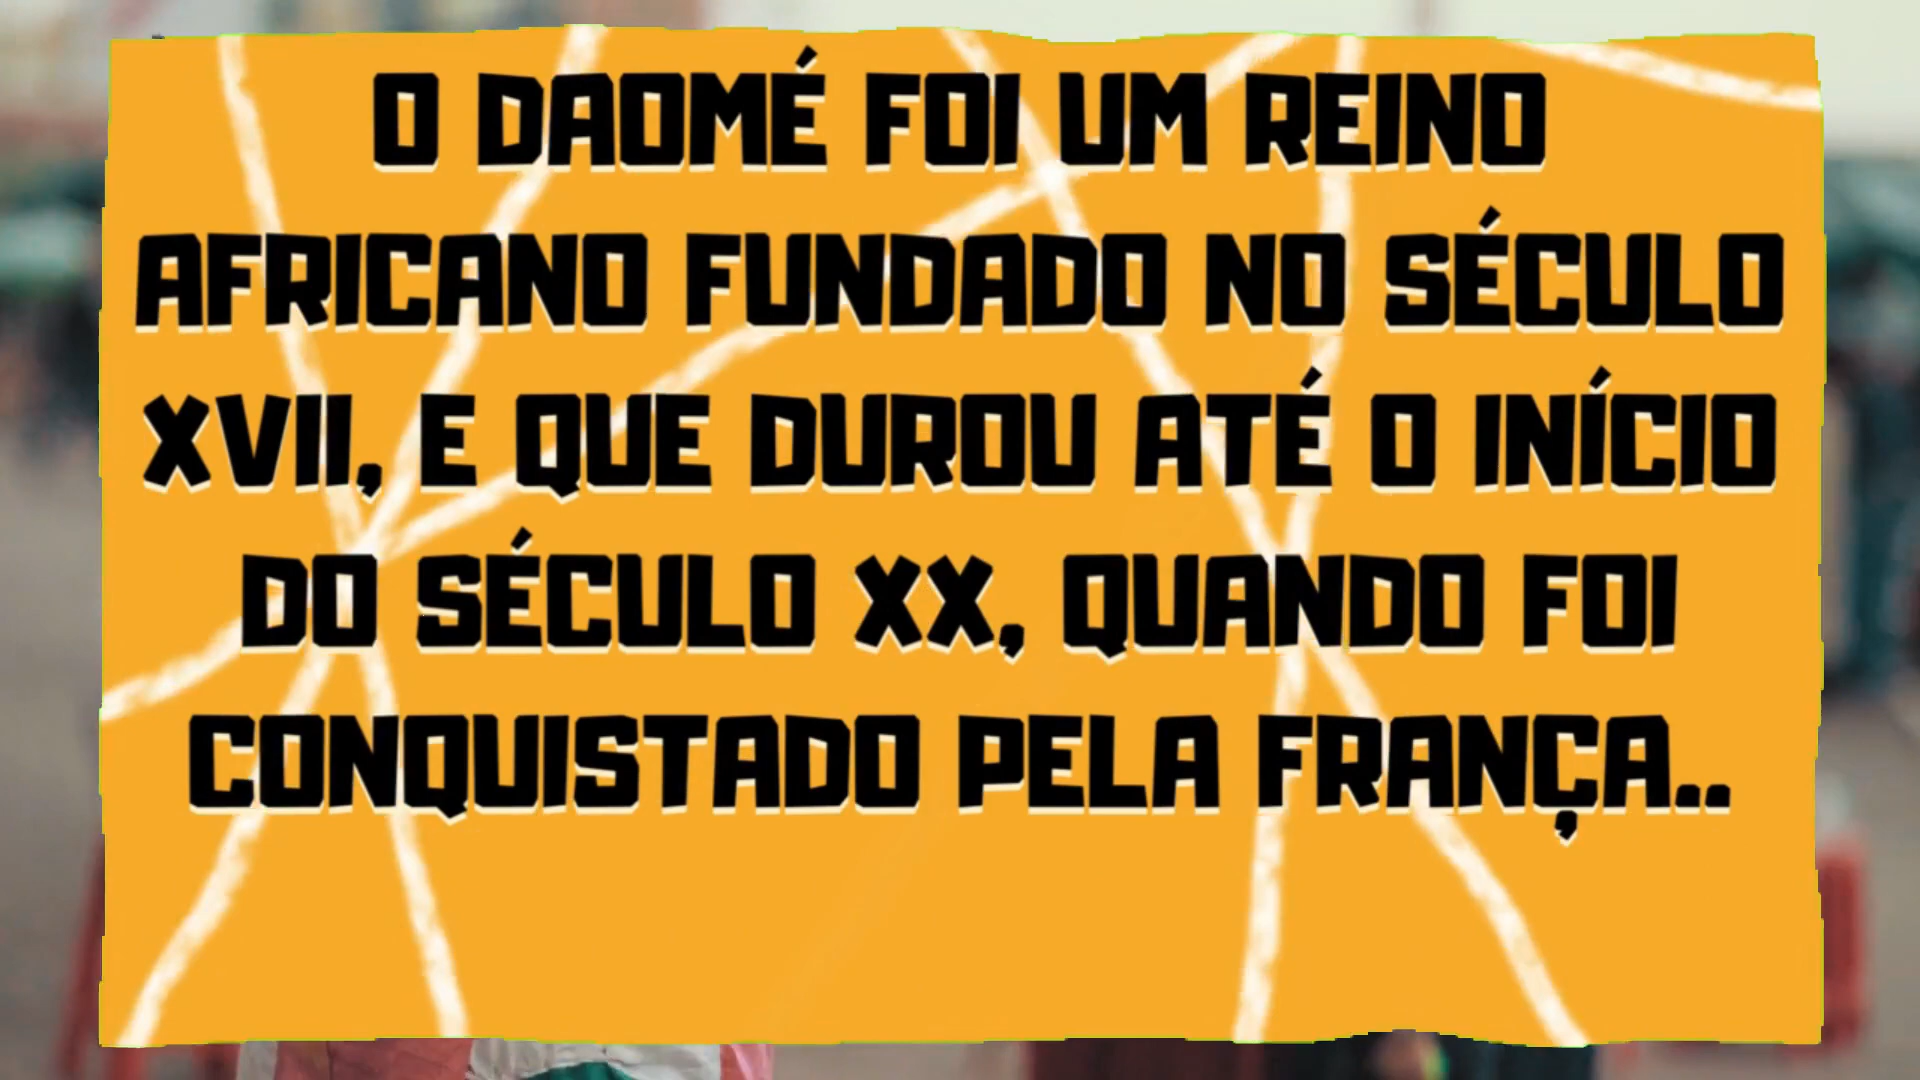 O DAOMÉ FOI UM REINO
AFRICANO FUNDADO NO SÉCULO
XVII, E QUE DUROU ATÉ O INÍCIO
DO SÉCULO XX, QUANDO FOI
CONQUISTADO PELA FRANÇA..